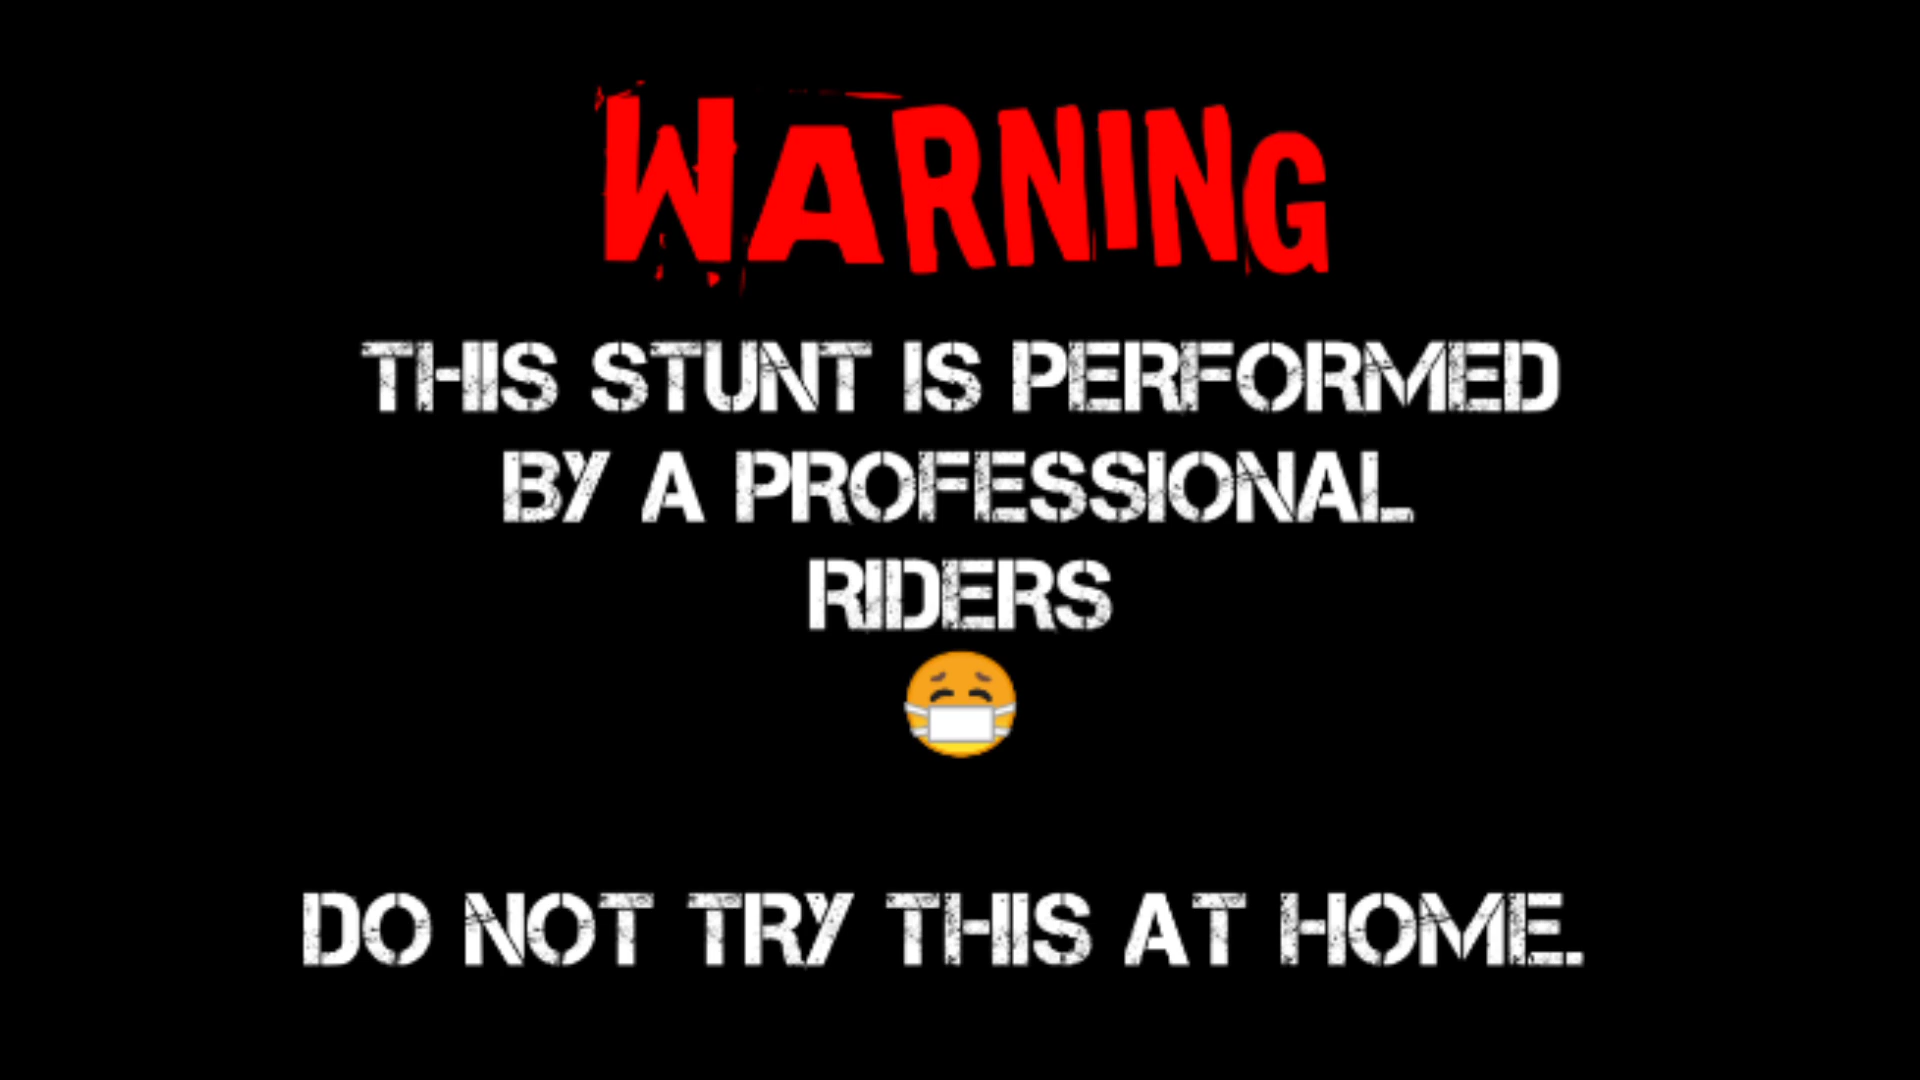 WARNING
THIS STUNT IS PERFORMED
BY A PROFESSIONAL
RIDERS
😷
DO NOT TRY THIS AT HOME.